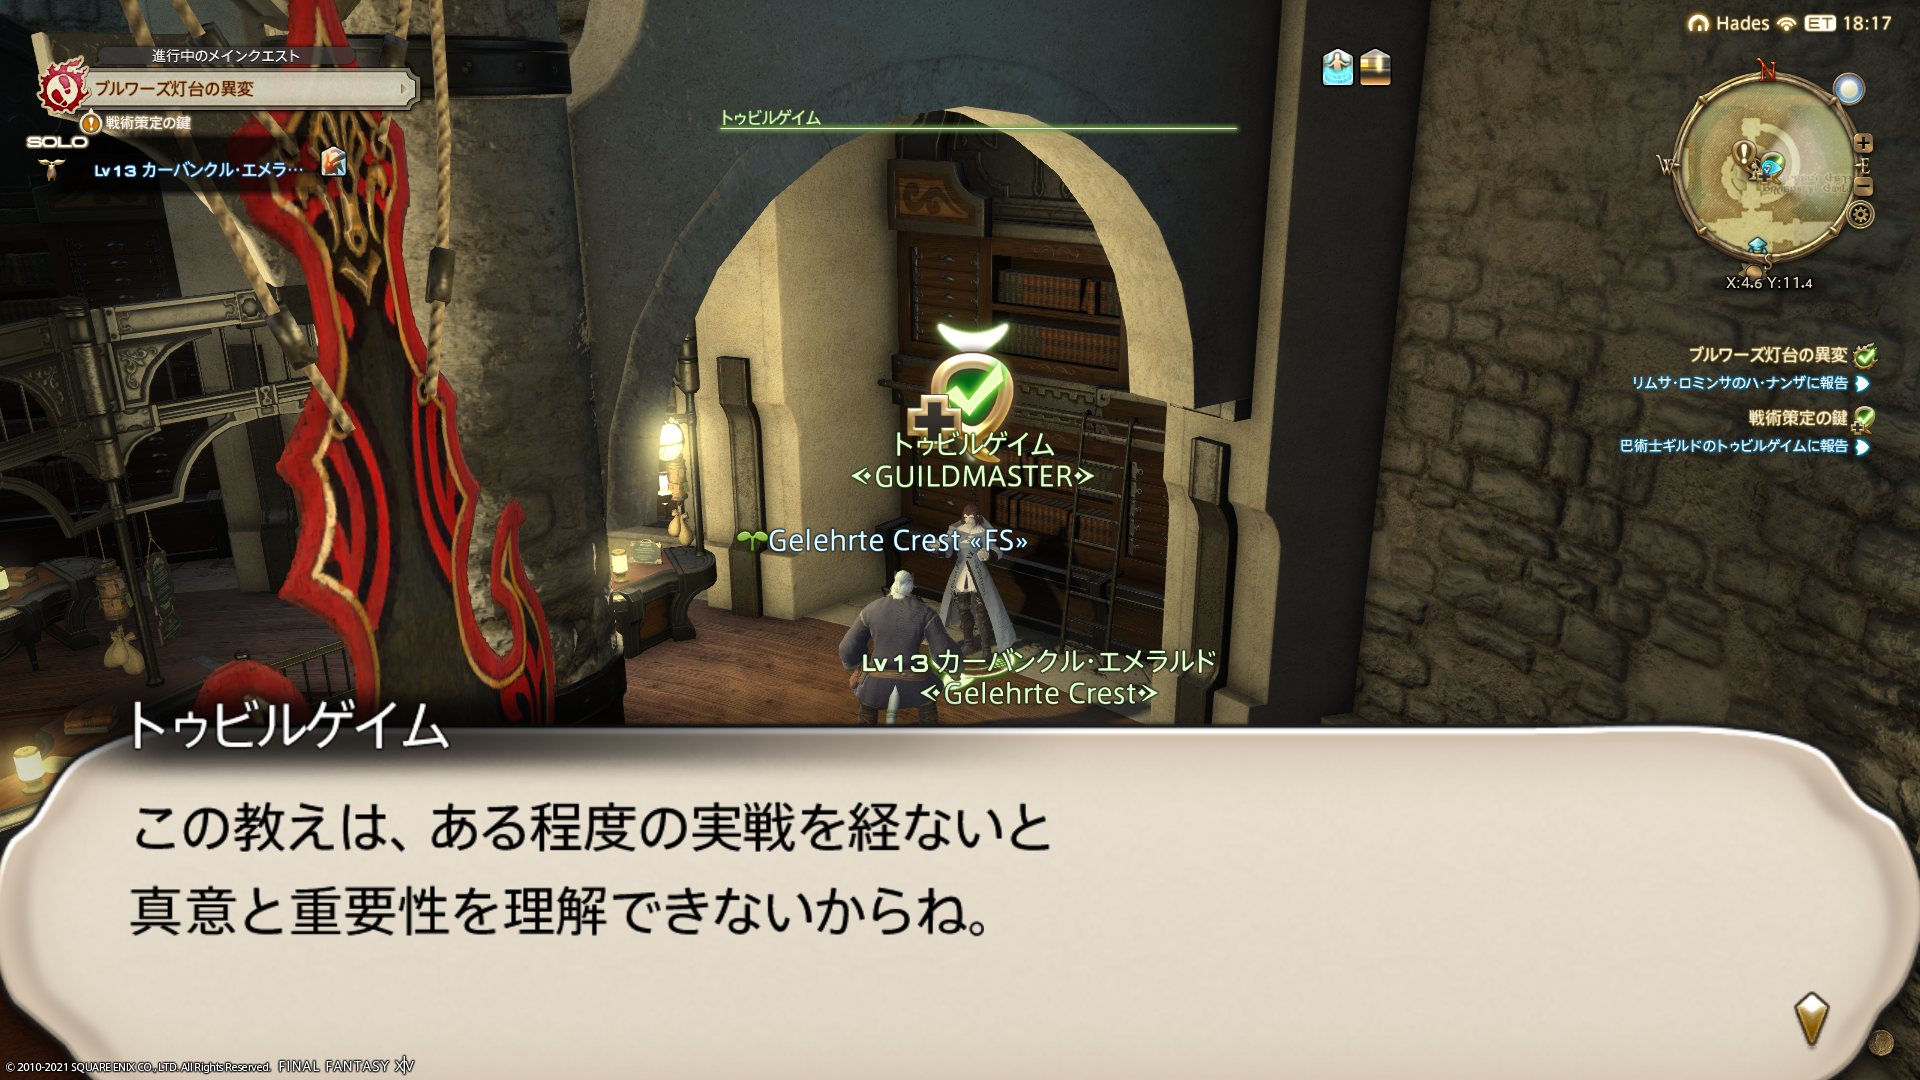 進行中のメインクエスト
ブルワーズ灯台の異変
戦術策定の鍵
SOLO
Lv13 カーバンクル・エメラ…
トゥビルゲイム
Hades ET 18:17
N
W
E
S
X:4.6 Y:11.4
ブルワーズ灯台の異変
リムサ・ロミンサのハ・ナンザに報告
戦術策定の鍵
巴術士ギルドのトゥビルゲイムに報告
トゥビルゲイム
<GUILDMASTER>
Gelehrte Crest «FS»
Lv13 カーバンクル・エメラルド
<Gelehrte Crest>
トゥビルゲイム
この教えは、ある程度の実戦を経ないと
真意と重要性を理解できないからね。
© 2010-2021 SQUARE ENIX CO., LTD. All Rights Reserved. FINAL FANTASY XIV